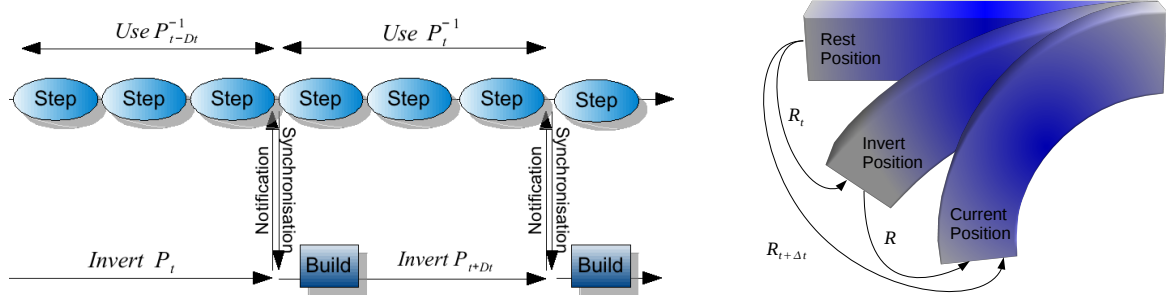 Use P_{t-Dt}^{-1}
Use P_t^{-1}
Step Step Step Step Step Step Step
Notification
Synchronisation
Notification
Synchronisation
Invert P_t
Build
Invert P_{t+Dt}
Build
Rest
Position
R_t
Invert
Position
Current
Position
R
R_{t+Δt}